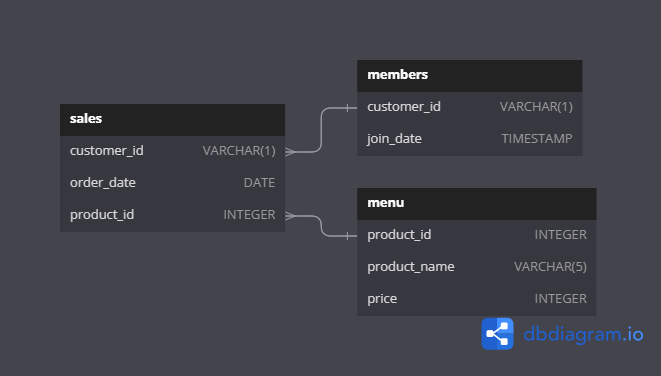 sales
customer_id VARCHAR(1)
order_date DATE
product_id INTEGER
members
customer_id VARCHAR(1)
join_date TIMESTAMP
menu
product_id INTEGER
product_name VARCHAR(5)
price INTEGER
dbdiagram.io